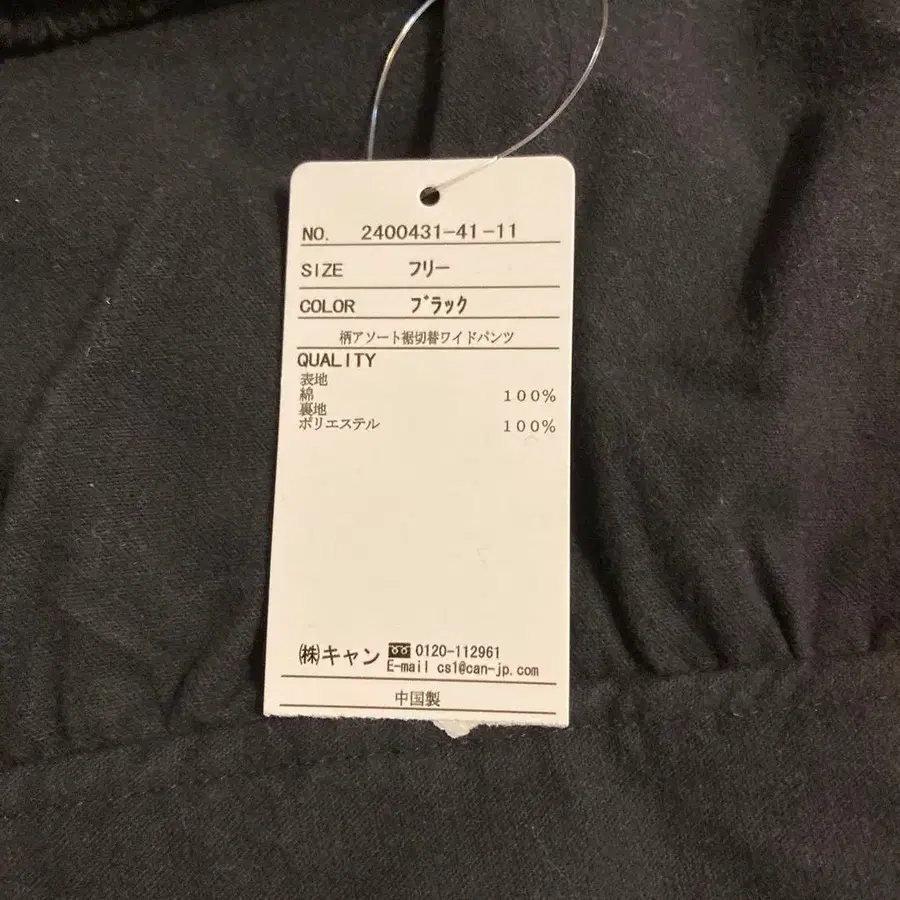 NO. 2400431-41-11
SIZE フリー
COLOR ブラック
柄アソート裾切替ワイドパンツ
QUALITY
表地
綿 100%
裏地
ポリエステル 100%
㈱キャン 0120-112961
E-mail cs1@can-jp.com
中国製